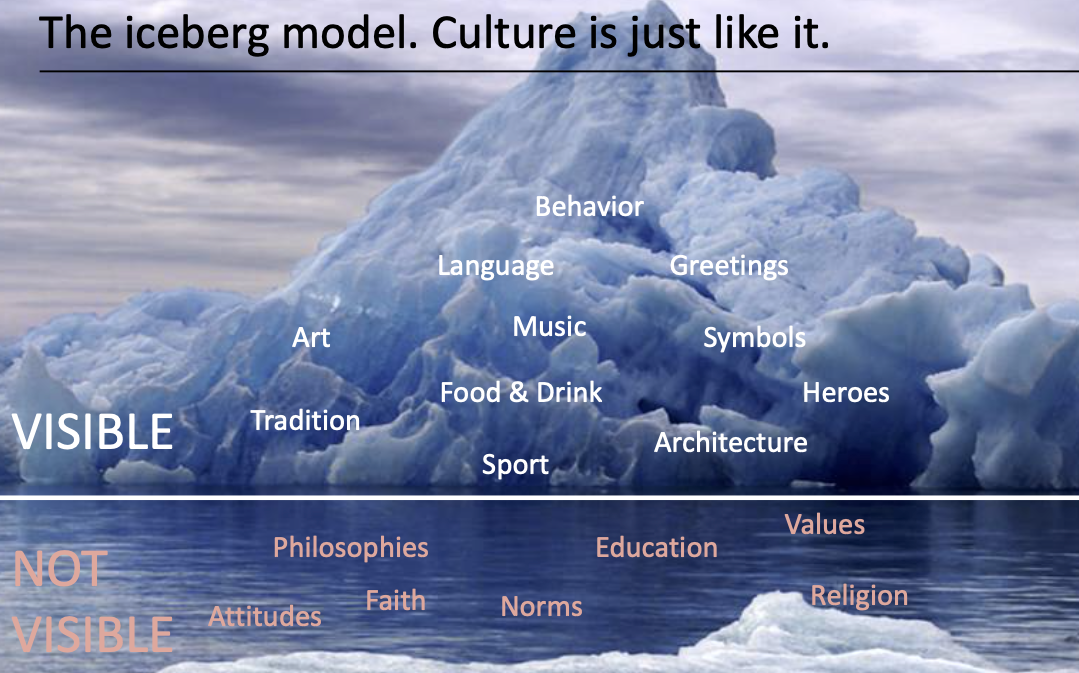 The iceberg model. Culture is just like it.
Behavior
Language Greetings
Art Music Symbols
Food & Drink Heroes
VISIBLE Tradition Architecture
Sport
Values
Philosophies Education
NOT
VISIBLE
Attitudes Faith Norms Religion